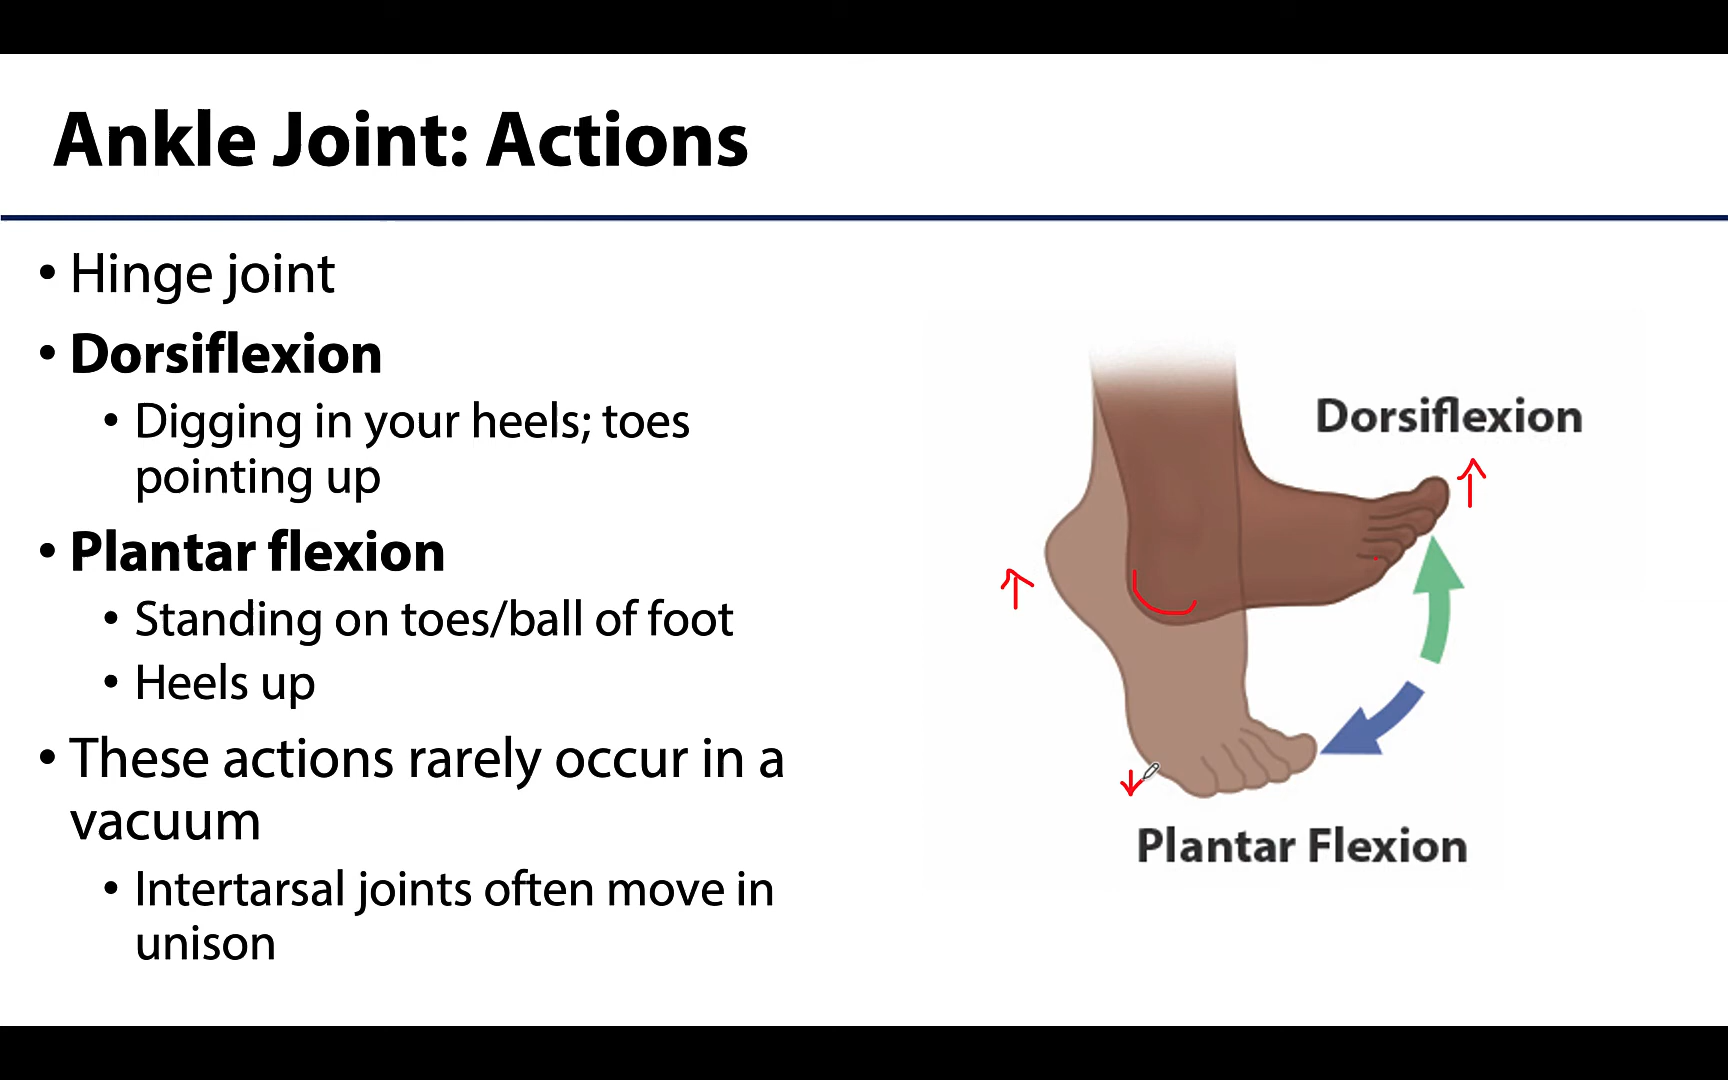 Ankle Joint: Actions
• Hinge joint
• Dorsiflexion
• Digging in your heels; toes
pointing up
• Plantar flexion
• Standing on toes/ball of foot
• Heels up
• These actions rarely occur in a
vacuum
• Intertarsal joints often move in
unison
Dorsiflexion
Plantar Flexion